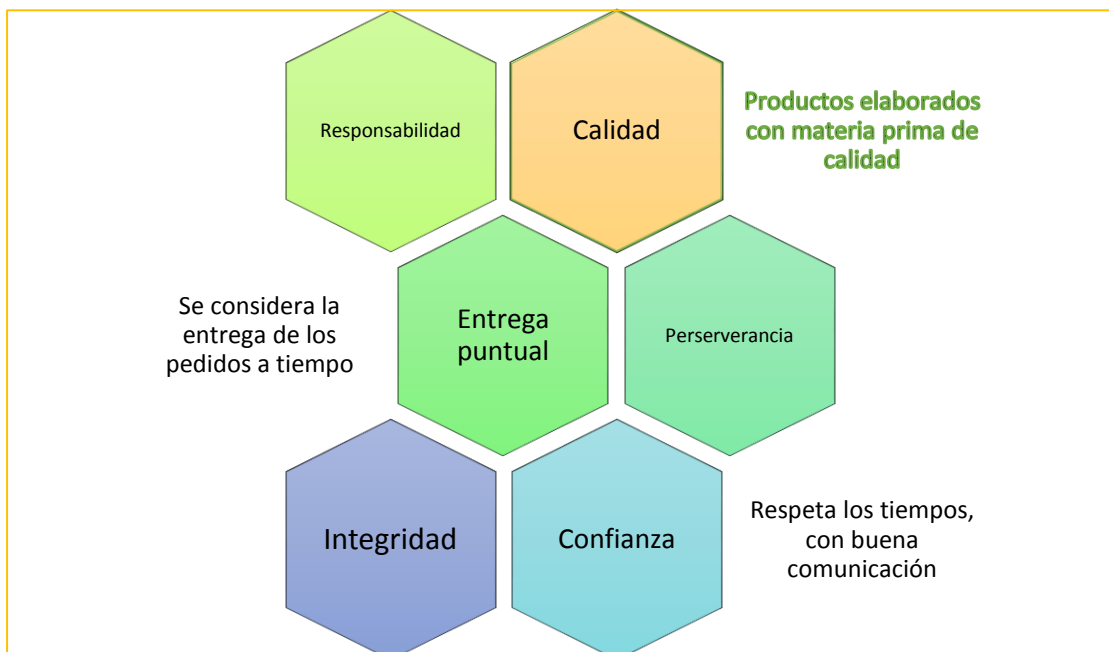 Responsabilidad
Calidad
Productos elaborados
con materia prima de
calidad
Se considera la
entrega de los
pedidos a tiempo
Entrega
puntual
Perserverancia
Integridad
Confianza
Respeta los tiempos,
con buena
comunicación